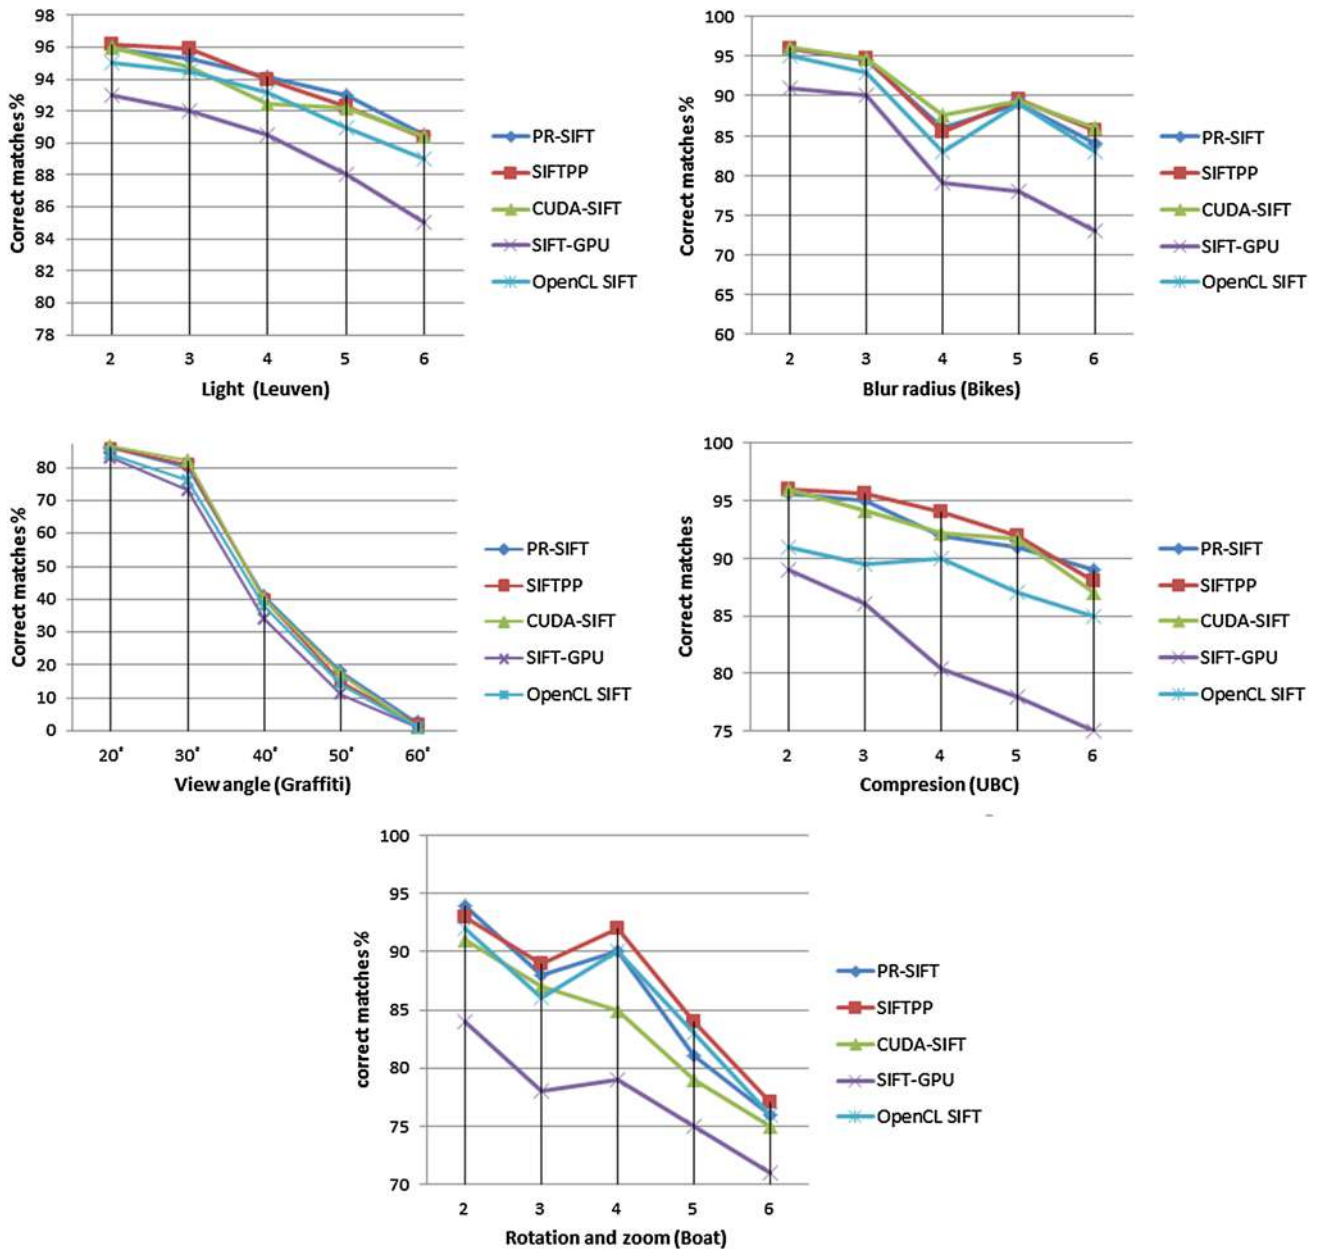 98
96
94
92
90
88
86
84
82
80
78
Correct matches %
2 3 4 5 6
Light (Leuven)
PR-SIFT
SIFTPP
CUDA-SIFT
SIFT-GPU
OpenCL SIFT
100
95
90
85
80
75
70
65
60
Correct matches %
2 3 4 5 6
Blur radius (Bikes)
PR-SIFT
SIFTPP
CUDA-SIFT
SIFT-GPU
OpenCL SIFT
80
70
60
50
40
30
20
10
0
Correct matches %
20° 30° 40° 50° 60°
View angle (Graffiti)
PR-SIFT
SIFTPP
CUDA-SIFT
SIFT-GPU
OpenCL SIFT
100
95
90
85
80
75
Correct matches
2 3 4 5 6
Compresion (UBC)
PR-SIFT
SIFTPP
CUDA-SIFT
SIFT-GPU
OpenCL SIFT
100
95
90
85
80
75
70
correct matches %
2 3 4 5 6
Rotation and zoom (Boat)
PR-SIFT
SIFTPP
CUDA-SIFT
SIFT-GPU
OpenCL SIFT